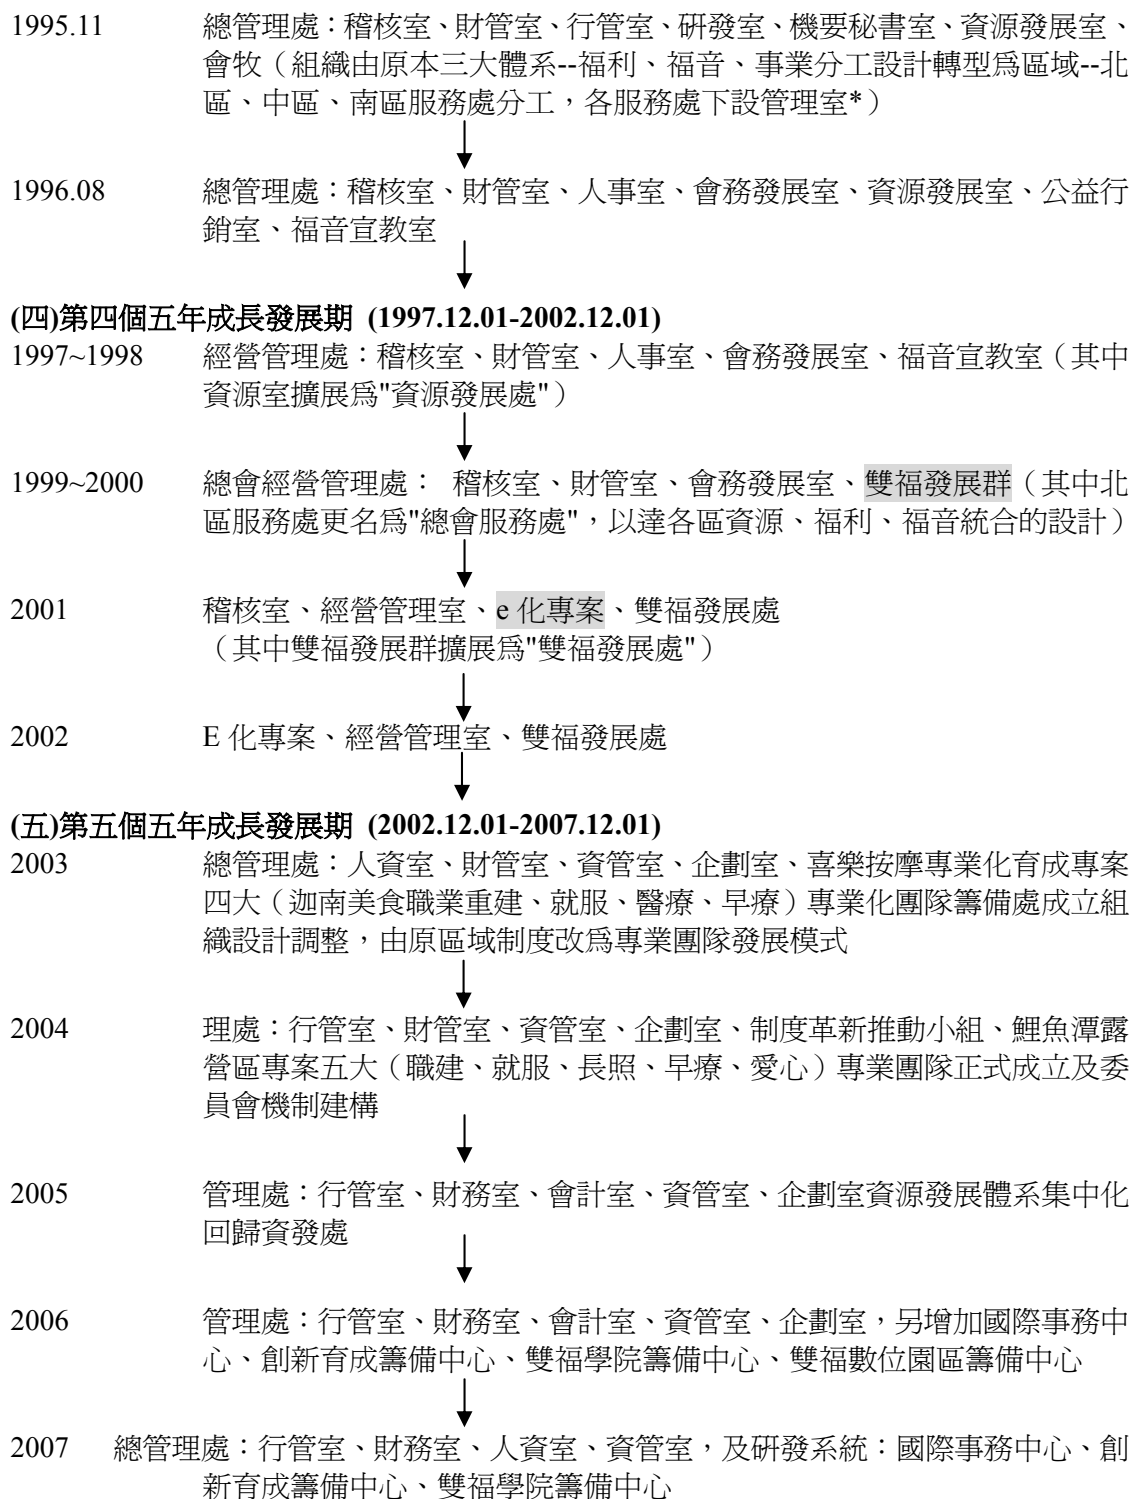 1995.11 總管理處：稽核室、財管室、行管室、研發室、機要秘書室、資源發展室、
會牧（組織由原本三大體系--福利、福音、事業分工設計轉型為區域--北
區、中區、南區服務處分工，各服務處下設管理室*）
1996.08 總管理處：稽核室、財管室、人事室、會務發展室、資源發展室、公益行
銷室、福音宣教室
(四)第四個五年成長發展期 (1997.12.01-2002.12.01)
1997~1998 經營管理處：稽核室、財管室、人事室、會務發展室、福音宣教室（其中
資源室擴展為"資源發展處"）
1999~2000 總會經營管理處： 稽核室、財管室、會務發展室、雙福發展群（其中北
區服務處更名為"總會服務處"，以達各區資源、福利、福音統合的設計）
2001 稽核室、經營管理室、e 化專案、雙福發展處
（其中雙福發展群擴展為"雙福發展處"）
2002 E 化專案、經營管理室、雙福發展處
(五)第五個五年成長發展期 (2002.12.01-2007.12.01)
2003 總管理處：人資室、財管室、資管室、企劃室、喜樂按摩專業化育成專案
四大（迦南美食職業重建、就服、醫療、早療）專業化團隊籌備處成立組
織設計調整，由原區域制度改為專業團隊發展模式
2004 理處：行管室、財管室、資管室、企劃室、制度革新推動小組、鯉魚潭露
營區專案五大（職建、就服、長照、早療、愛心）專業團隊正式成立及委
員會機制建構
2005 管理處：行管室、財務室、會計室、資管室、企劃室資源發展體系集中化
回歸資發處
2006 管理處：行管室、財務室、會計室、資管室、企劃室，另增加國際事務中
心、創新育成籌備中心、雙福學院籌備中心、雙福數位園區籌備中心
2007 總管理處：行管室、財務室、人資室、資管室，及研發系統：國際事務中心、創
新育成籌備中心、雙福學院籌備中心